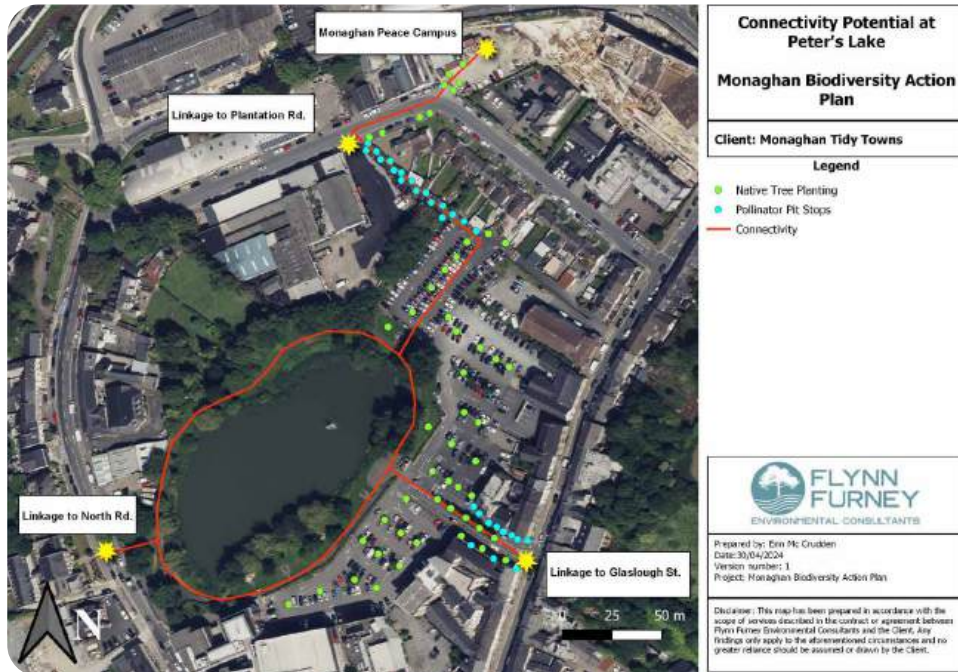 Monaghan Peace Campus
Linkage to Plantation Rd.
Linkage to North Rd.
Linkage to Glaslough St.
N
0 25 50 m
Connectivity Potential at
Peter's Lake
Monaghan Biodiversity Action
Plan
Client: Monaghan Tidy Towns
Legend
Native Tree Planting
Pollinator Pit Stops
Connectivity
FLYNN
FURNEY
ENVIRONMENTAL CONSULTANTS
Prepared by: Erin Mc Crudden
Date:30/04/2024
Version number: 1
Project: Monaghan Biodiversity Action Plan
Disclaimer: This map has been prepared in accordance with the
scope of services described in the contract or agreement between
Flynn Furney Environmental Consultants and the Client. Any
findings only apply to the aforementioned circumstances and no
greater reliance should be assumed or drawn by the Client.